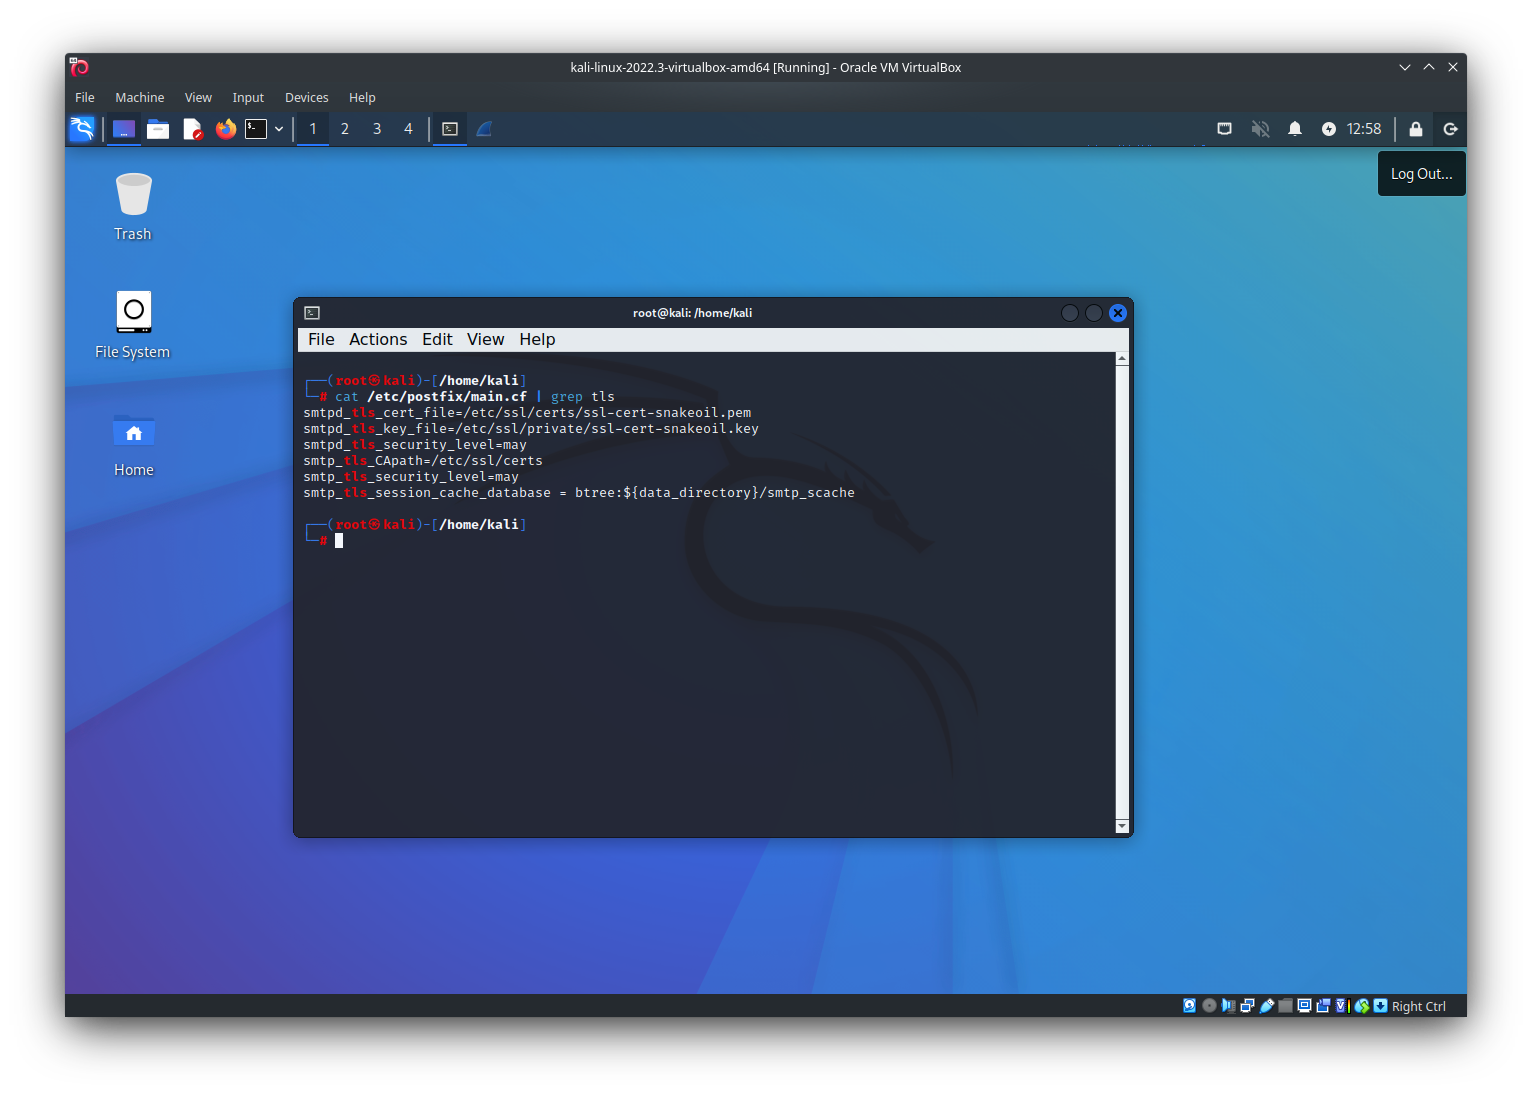 kali-linux-2022.3-virtualbox-amd64 [Running] - Oracle VM VirtualBox
File Machine View Input Devices Help
1 2 3 4 12:58
Log Out...
Trash
File System
Home
root@kali: /home/kali
File Actions Edit View Help
┌──(root㉿kali)-[/home/kali]
└─# cat /etc/postfix/main.cf | grep tls
smtpd_tls_cert_file=/etc/ssl/certs/ssl-cert-snakeoil.pem
smtpd_tls_key_file=/etc/ssl/private/ssl-cert-snakeoil.key
smtpd_tls_security_level=may
smtp_tls_CApath=/etc/ssl/certs
smtp_tls_security_level=may
smtp_tls_session_cache_database = btree:${data_directory}/smtp_scache
┌──(root㉿kali)-[/home/kali]
└─#
Right Ctrl